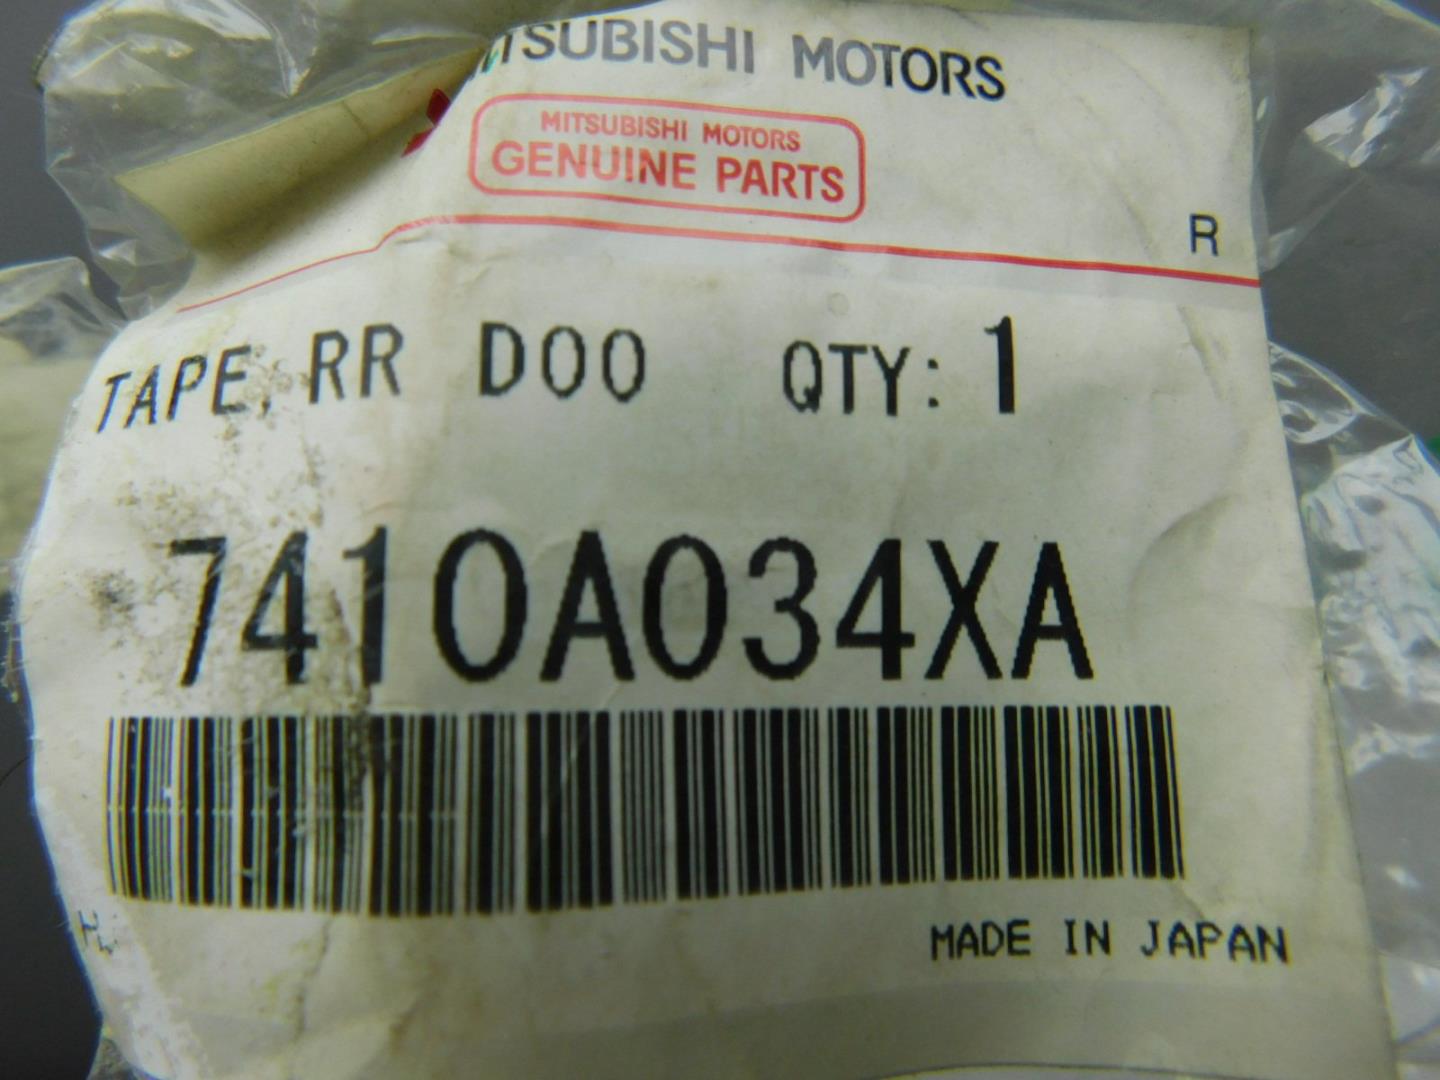 MITSUBISHI MOTORS
MITSUBISHI MOTORS
GENUINE PARTS
R
TAPE, RR DOO QTY: 1
7410A034XA
MADE IN JAPAN